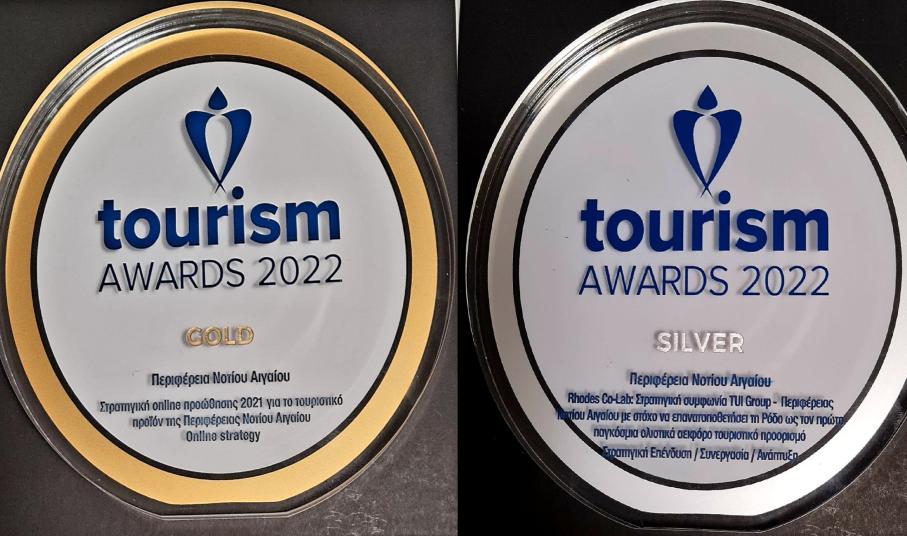 tourism
AWARDS 2022
GOLD
Περιφέρεια Νοτίου Αιγαίου
Στρατηγική online προώθησης 2021 για το τουριστικό
προϊόν της Περιφέρειας Νοτίου Αιγαίου
Online strategy
tourism
AWARDS 2022
SILVER
Περιφέρεια Νοτίου Αιγαίου
Rhodes Co-Lab: Στρατηγική συμφωνία TUI Group - Περιφέρειας
Νοτίου Αιγαίου με στόχο να επανατοποθετήσει τη Ρόδο ως τον πρώτο
παγκόσμια ολιστικά αειφόρο τουριστικό προορισμό
Στρατηγική Επένδυση / Συνεργασία / Ανάπτυξη